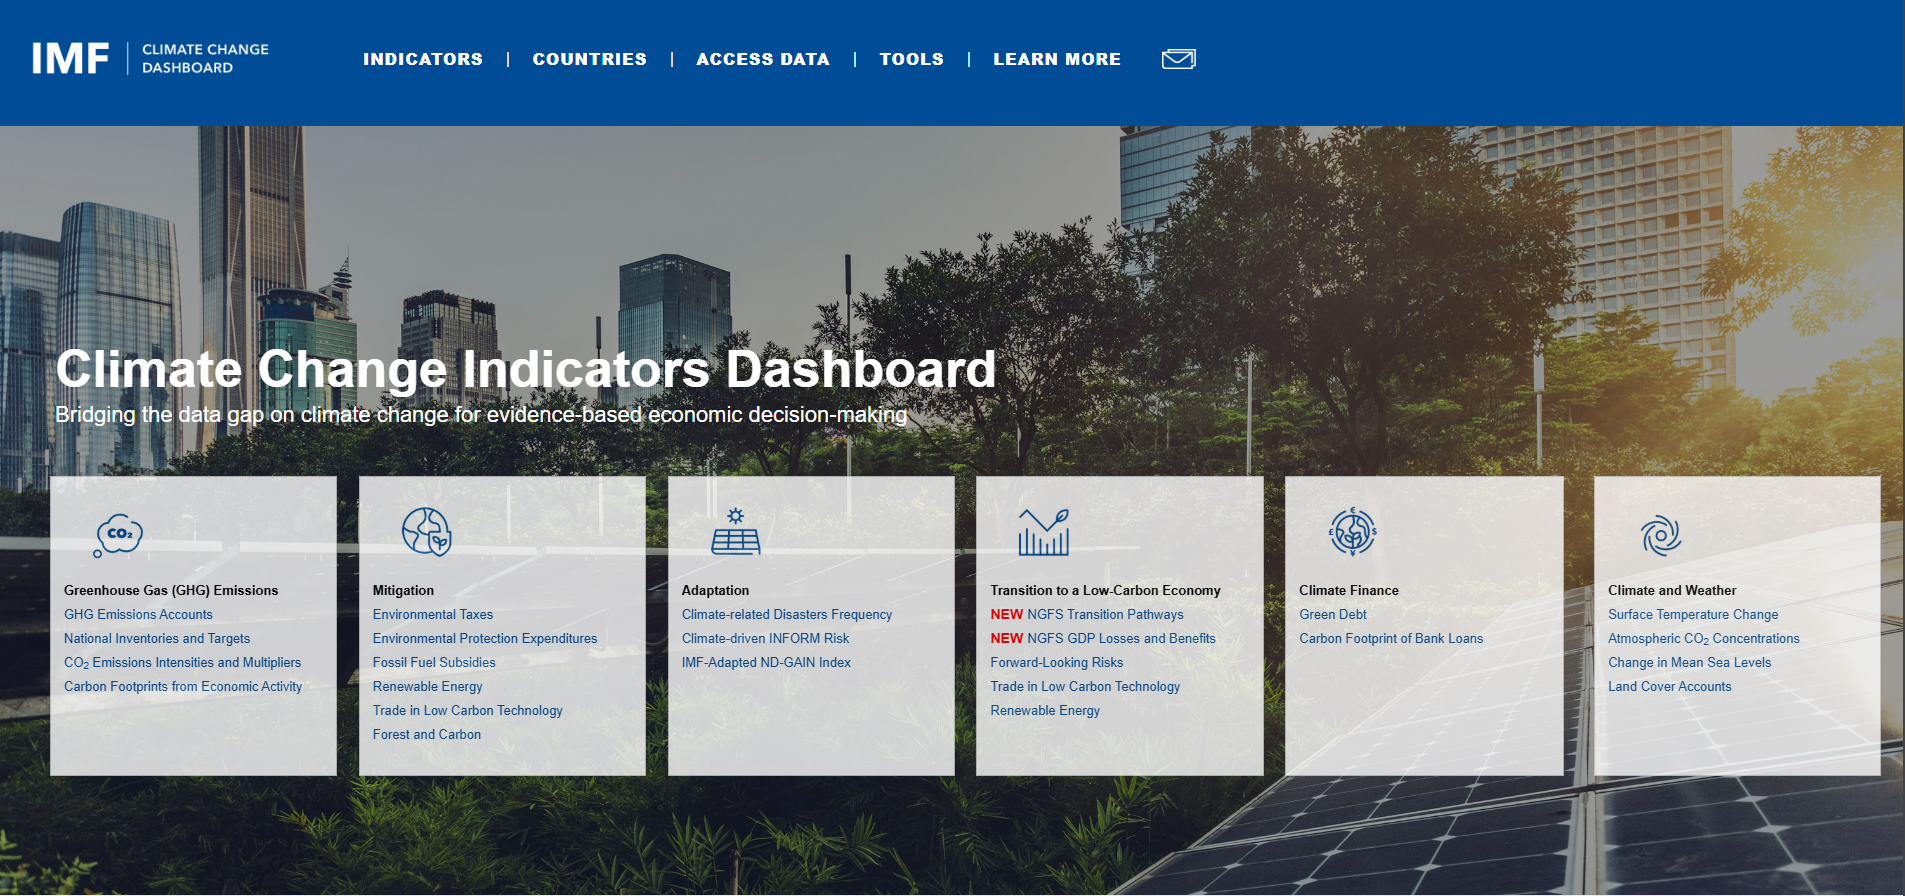 IMF
CLIMATE CHANGE
DASHBOARD
INDICATORS | COUNTRIES | ACCESS DATA | TOOLS | LEARN MORE
Climate Change Indicators Dashboard
Bridging the data gap on climate change for evidence-based economic decision-making
CO₂
Greenhouse Gas (GHG) Emissions
GHG Emissions Accounts
National Inventories and Targets
CO₂ Emissions Intensities and Multipliers
Carbon Footprints from Economic Activity
Mitigation
Environmental Taxes
Environmental Protection Expenditures
Fossil Fuel Subsidies
Renewable Energy
Trade in Low Carbon Technology
Forest and Carbon
Adaptation
Climate-related Disasters Frequency
Climate-driven INFORM Risk
IMF-Adapted ND-GAIN Index
Transition to a Low-Carbon Economy
NEW NGFS Transition Pathways
NEW NGFS GDP Losses and Benefits
Forward-Looking Risks
Trade in Low Carbon Technology
Renewable Energy
€
£ $
¥
Climate Finance
Green Debt
Carbon Footprint of Bank Loans
Climate and Weather
Surface Temperature Change
Atmospheric CO₂ Concentrations
Change in Mean Sea Levels
Land Cover Accounts